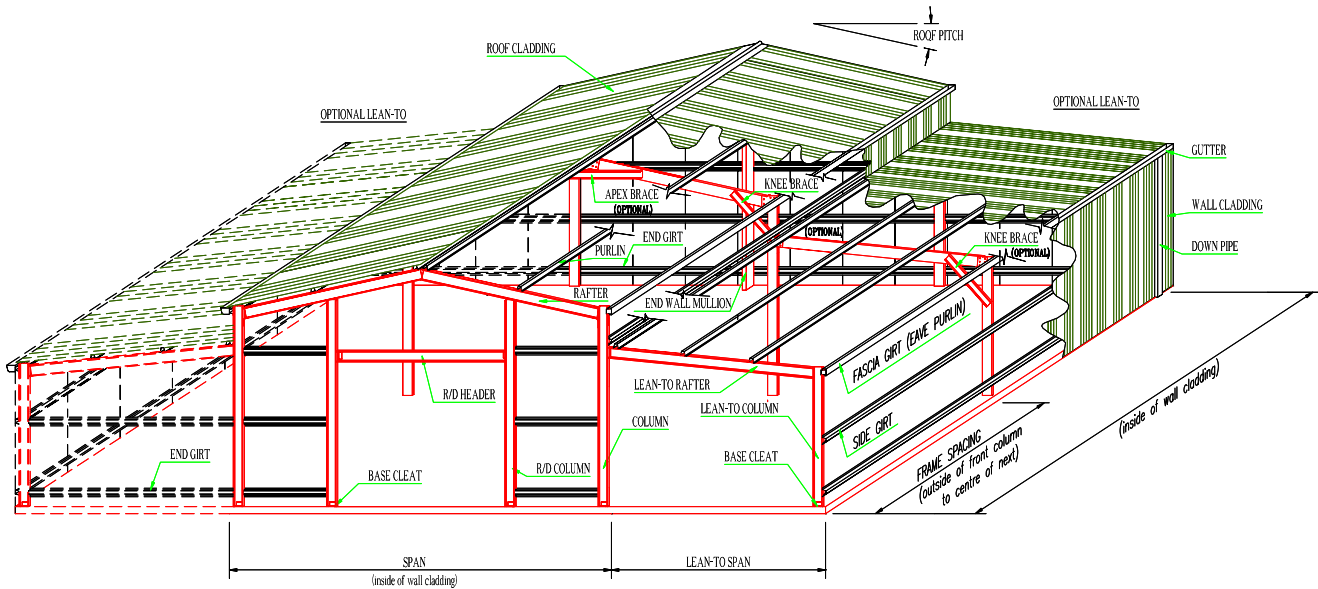 ROOF PITCH
ROOF CLADDING
OPTIONAL LEAN-TO
OPTIONAL LEAN-TO
GUTTER
KNEE BRACE
APEX BRACE
(OPTIONAL)
WALL CLADDING
(OPTIONAL)
END GIRT
KNEE BRACE
(OPTIONAL)
DOWN PIPE
PURLIN
RAFTER
END WALL MULLION
FASCIA GIRT (EAVE PURLIN)
LEAN-TO RAFTER
R/D HEADER
LEAN-TO COLUMN
COLUMN
SIDE GIRT
(inside of wall cladding)
END GIRT
BASE CLEAT
R/D COLUMN
BASE CLEAT
FRAME SPACING
(outside of front column
to centre of next)
SPAN
(inside of wall cladding)
LEAN-TO SPAN